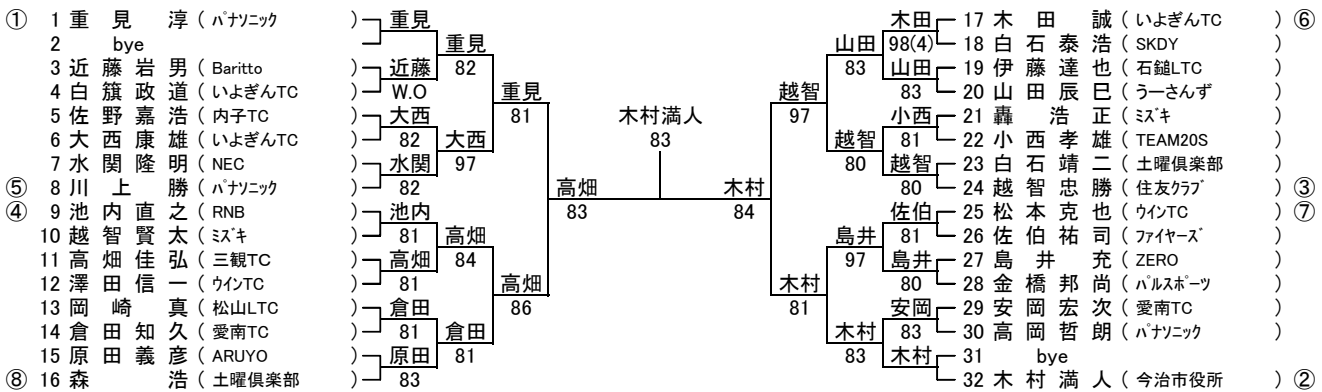 ① 1 重見 淳 ( パナソニック ) 重見 木田 17 木田 誠 ( いよぎんTC ) ⑥
2 bye 重見 山田 98(4) 18 白石泰浩 ( SKDY )
3 近藤岩男 ( Baritto ) 近藤 82 83 山田 19 伊藤達也 ( 石鎚LTC )
4 白籏政道 ( いよぎんTC ) W.O 重見 越智 83 20 山田辰巳 ( うーさんず )
5 佐野嘉浩 ( 内子TC ) 大西 81 木村満人 97 小西 21 轟 浩正 ( ミズキ )
6 大西康雄 ( いよぎんTC ) 82 大西 83 越智 81 22 小西孝雄 ( TEAM20S )
7 水関隆明 ( NEC ) 水関 97 80 越智 23 白石靖二 ( 土曜倶楽部 )
⑤ 8 川上 勝 ( パナソニック ) 82 高畑 木村 80 24 越智忠勝 ( 住友クラブ ) ③
④ 9 池内直之 ( RNB ) 池内 83 84 佐伯 25 松本克也 ( ウインTC ) ⑦
10 越智賢太 ( ミズキ ) 81 高畑 島井 81 26 佐伯祐司 ( ファイヤーズ )
11 高畑佳弘 ( 三観TC ) 高畑 84 97 島井 27 島井 充 ( ZERO )
12 澤田信一 ( ウインTC ) 81 高畑 木村 80 28 金橋邦尚 ( パルスポーツ )
13 岡崎 真 ( 松山LTC ) 倉田 86 81 安岡 29 安岡宏次 ( 愛南TC )
14 倉田知久 ( 愛南TC ) 81 倉田 木村 83 30 高岡哲朗 ( パナソニック )
15 原田義彦 ( ARUYO ) 原田 81 83 木村 31 bye
⑧ 16 森 浩 ( 土曜倶楽部 ) 83 32 木村満人 ( 今治市役所 ) ②